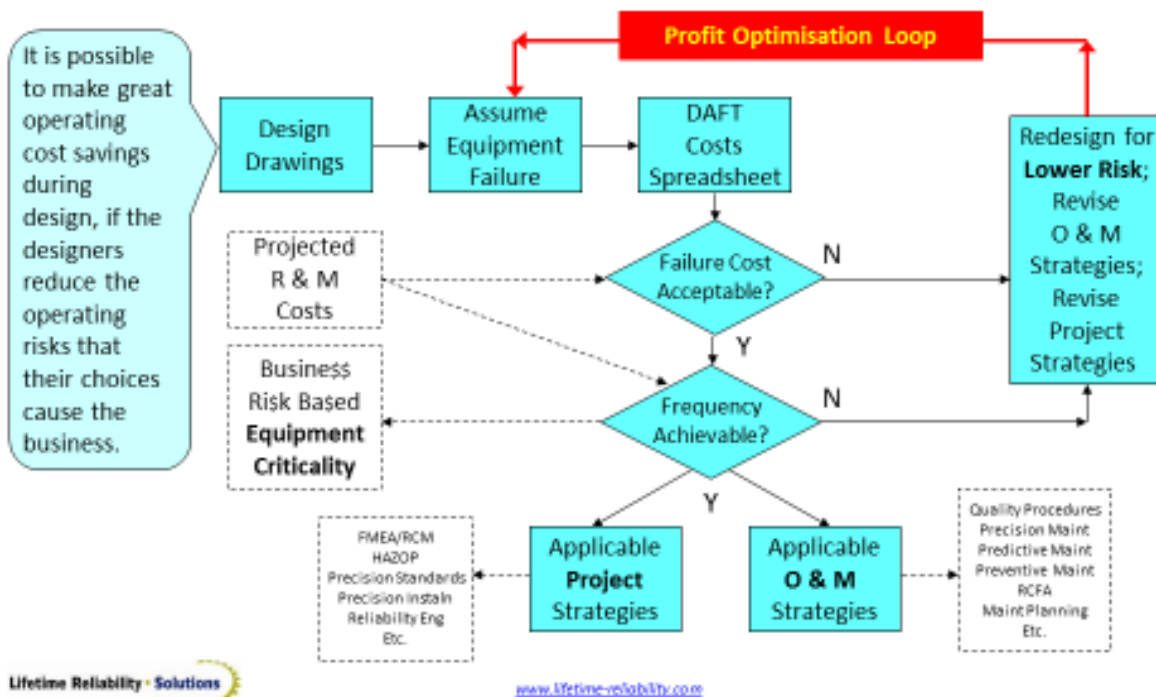 Profit Optimisation Loop
It is possible
to make great
operating
cost savings
during
design, if the
designers
reduce the
operating
risks that
their choices
cause the
business.
Design
Drawings
Assume
Equipment
Failure
DAFT
Costs
Spreadsheet
Redesign for
Lower Risk;
Revise
O & M
Strategies;
Revise
Project
Strategies
Projected
R & M
Costs
Failure Cost
Acceptable?
N
Y
Busine$$
Ri$k Ba$ed
Equipment
Criticality
Frequency
Achievable?
N
Y
FMEA/RCM
HAZOP
Precision Standards
Precision Instaln
Reliability Eng
Etc.
Applicable
Project
Strategies
Applicable
O & M
Strategies
Quality Procedures
Precision Maint
Predictive Maint
Preventive Maint
RCFA
Maint Planning
Etc.
Lifetime Reliability • Solutions
www.lifetime-reliability.com